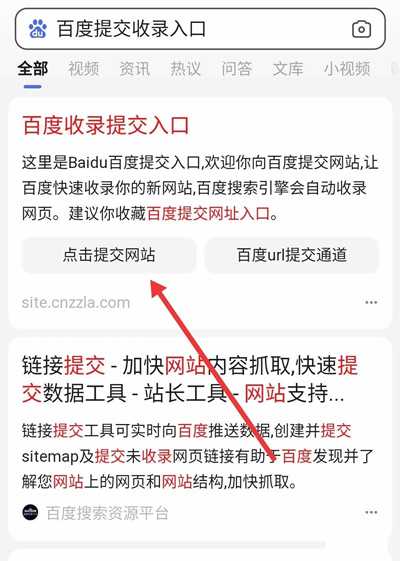 du 百度提交收录入口
全部 视频 资讯 热议 问答 文库 小视频
百度收录提交入口
这里是Baidu百度提交入口,欢迎你向百度提交网站,让
百度快速收录你的新网站,百度搜索引擎会自动收录
网页。建议你收藏百度提交网址入口。
点击提交网站 百度url提交通道
site.cnzzla.com
链接提交 - 加快网站内容抓取,快速提
交数据工具 - 站长工具 - 网站支持...
链接提交工具可实时向百度推送数据,创建并提交
sitemap及提交未收录网页链接有助于百度发现并了
解您网站上的网页和网站结构,加快抓取。
百度搜索资源平台